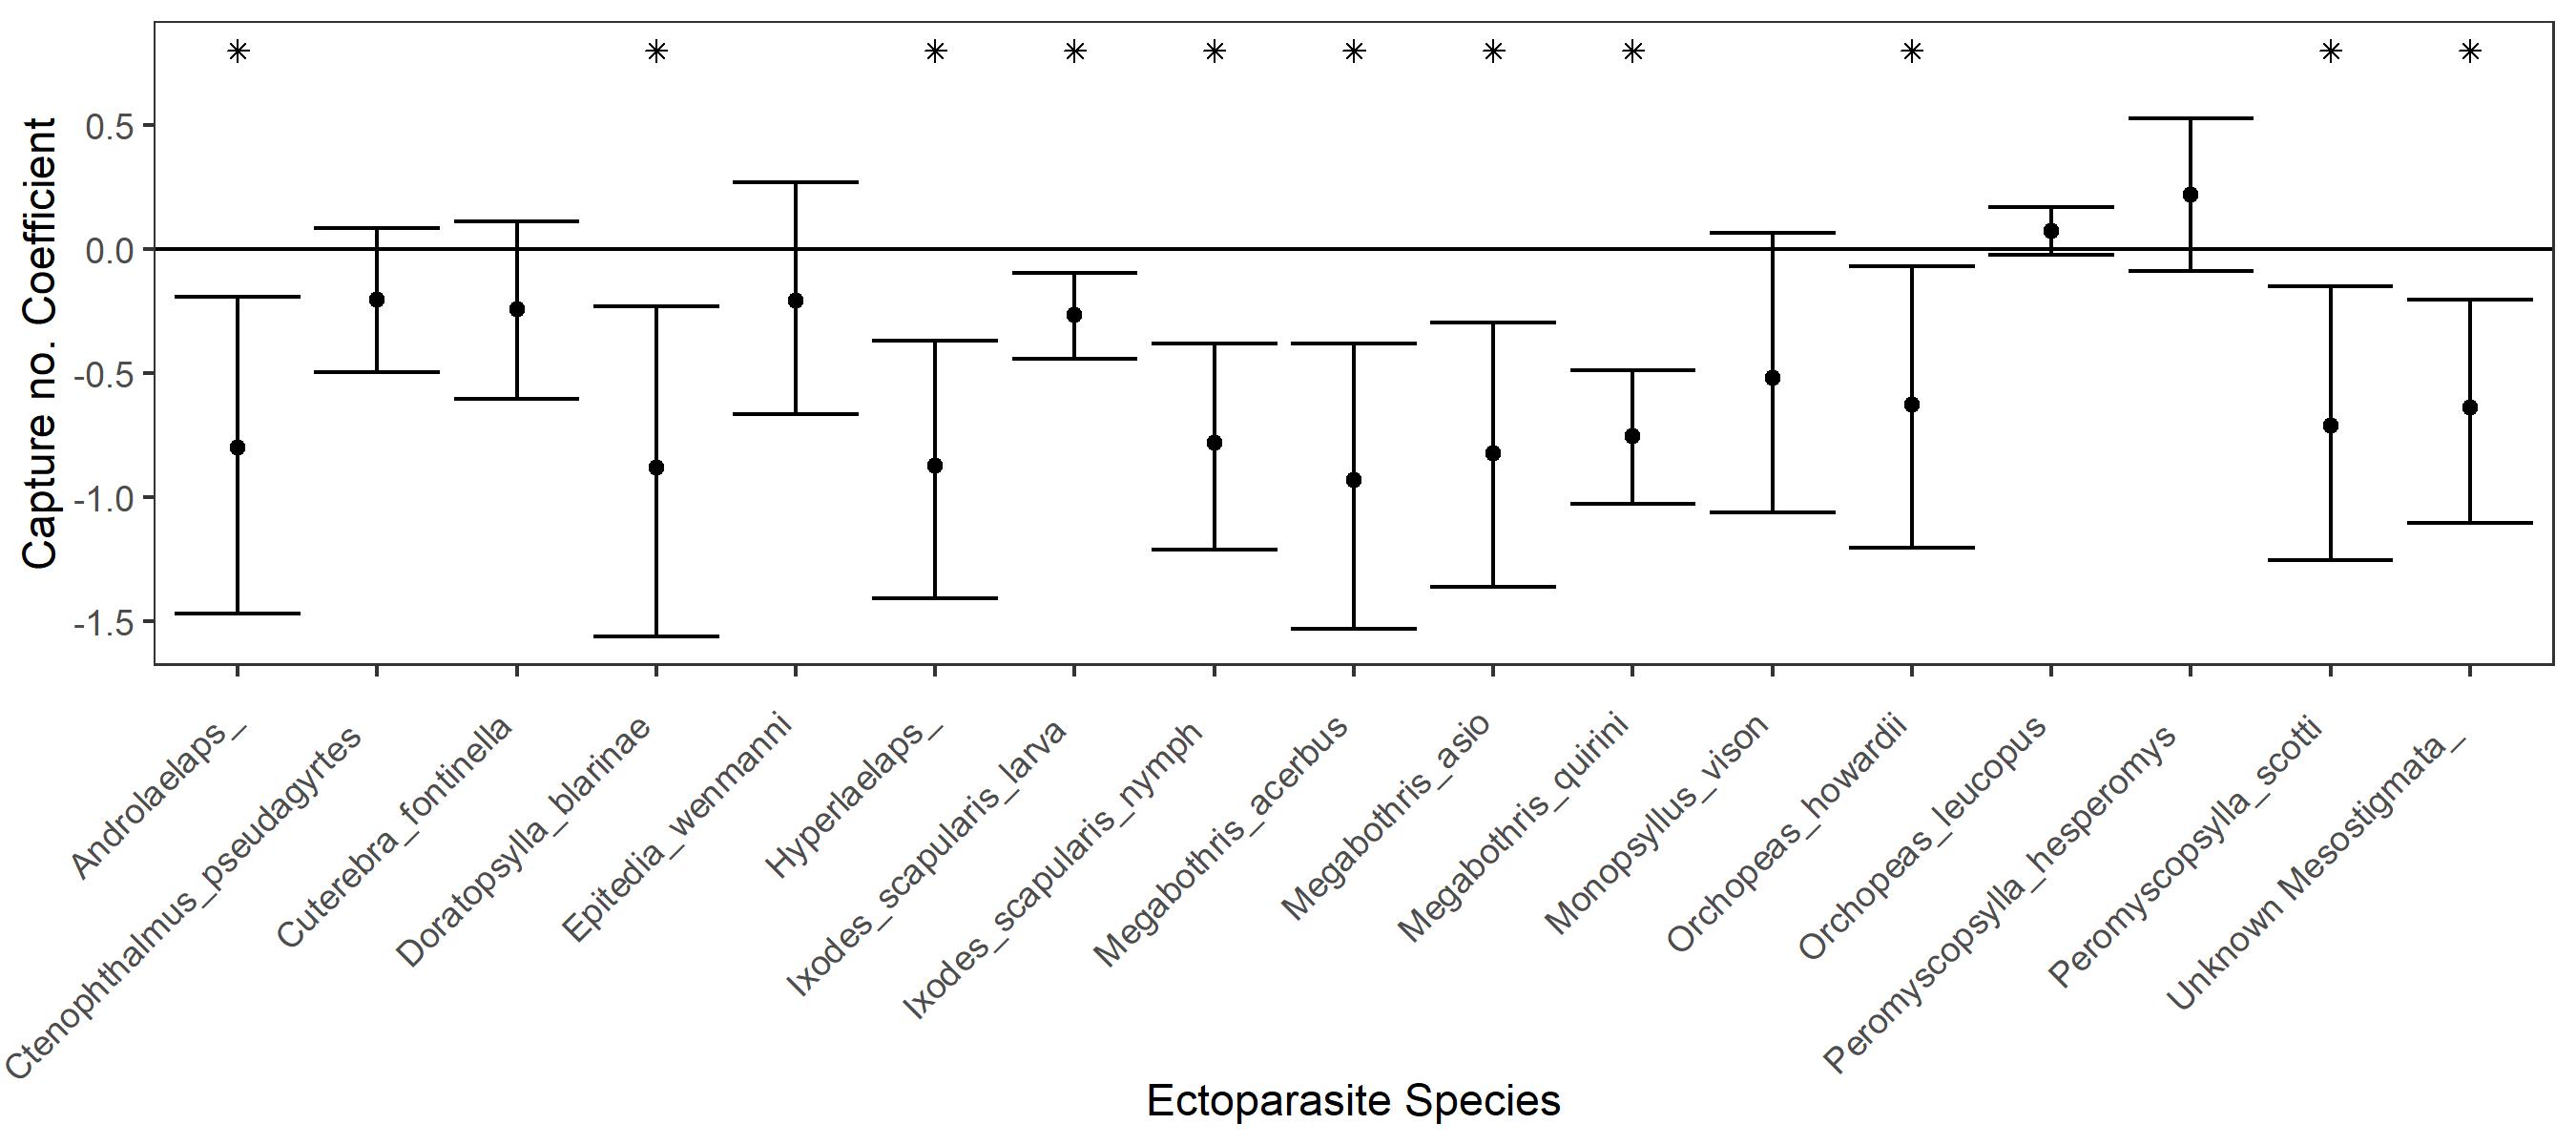 Capture no. Coefficient
0.5
0.0
-0.5
-1.0
-1.5
Androlaelaps_
Ctenophthalmus_pseudagyrtes
Cuterebra_fontinella
Doratopsylla_blarinae
Epitedia_wenmanni
Hyperlaelaps_
Ixodes_scapularis_larva
Ixodes_scapularis_nymph
Megabothris_acerbus
Megabothris_asio
Megabothris_quirini
Monopsyllus_vison
Orchopeas_howardii
Orchopeas_leucopus
Peromyscopsylla_hesperomys
Peromyscopsylla_scotti
Unknown Mesostigmata_
Ectoparasite Species